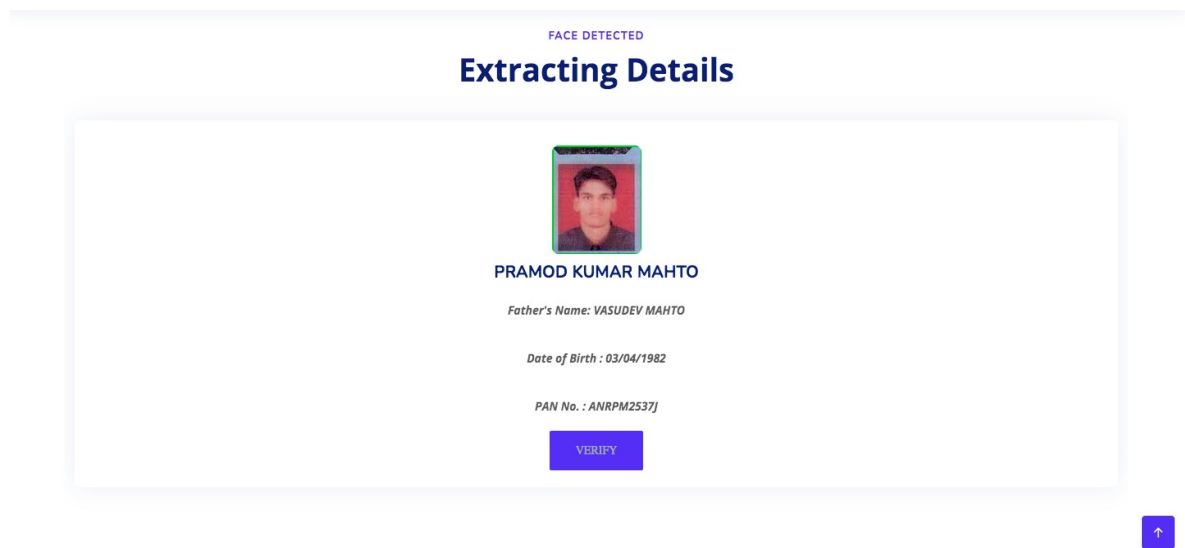 FACE DETECTED
Extracting Details
PRAMOD KUMAR MAHTO
Father's Name: VASUDEV MAHTO
Date of Birth : 03/04/1982
PAN No. : ANRPM2537J
VERIFY